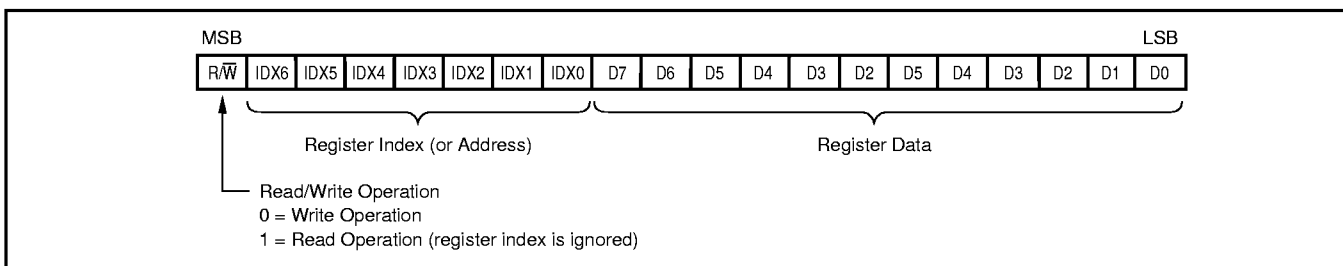 MSB LSB
R/W̅ IDX6 IDX5 IDX4 IDX3 IDX2 IDX1 IDX0 D7 D6 D5 D4 D3 D2 D5 D4 D3 D2 D1 D0
Register Index (or Address) Register Data
Read/Write Operation
0 = Write Operation
1 = Read Operation (register index is ignored)